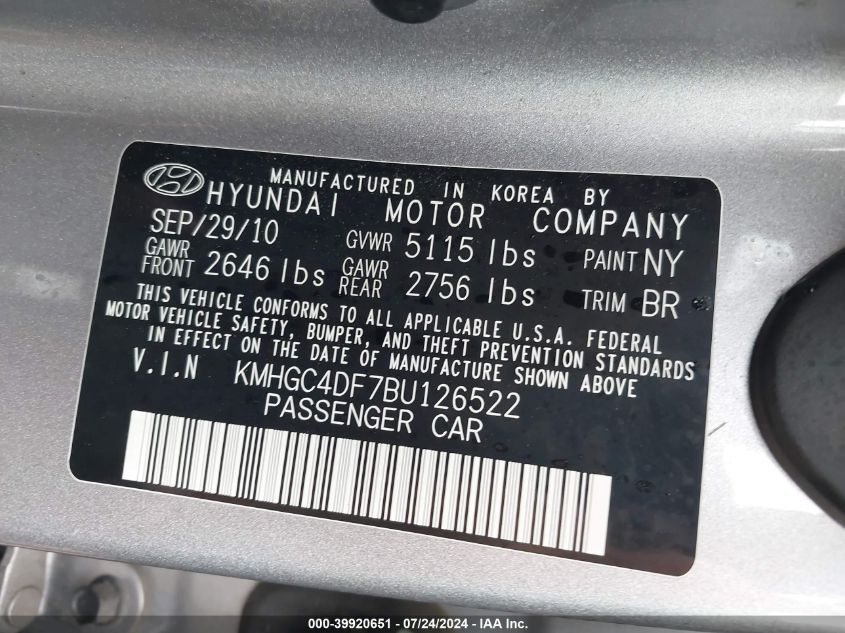 MANUFACTURED IN KOREA BY
HYUNDAI MOTOR COMPANY
SEP/29/10 GVWR 5115 lbs PAINT NY
GAWR FRONT 2646 lbs GAWR REAR 2756 lbs TRIM BR
THIS VEHICLE CONFORMS TO ALL APPLICABLE U.S.A. FEDERAL
MOTOR VEHICLE SAFETY, BUMPER, AND THEFT PREVENTION STANDARDS
IN EFFECT ON THE DATE OF MANUFACTURE SHOWN ABOVE
V.I.N KMHGC4DF7BU126522
PASSENGER CAR
000-39920651 - 07/24/2024 - IAA Inc.